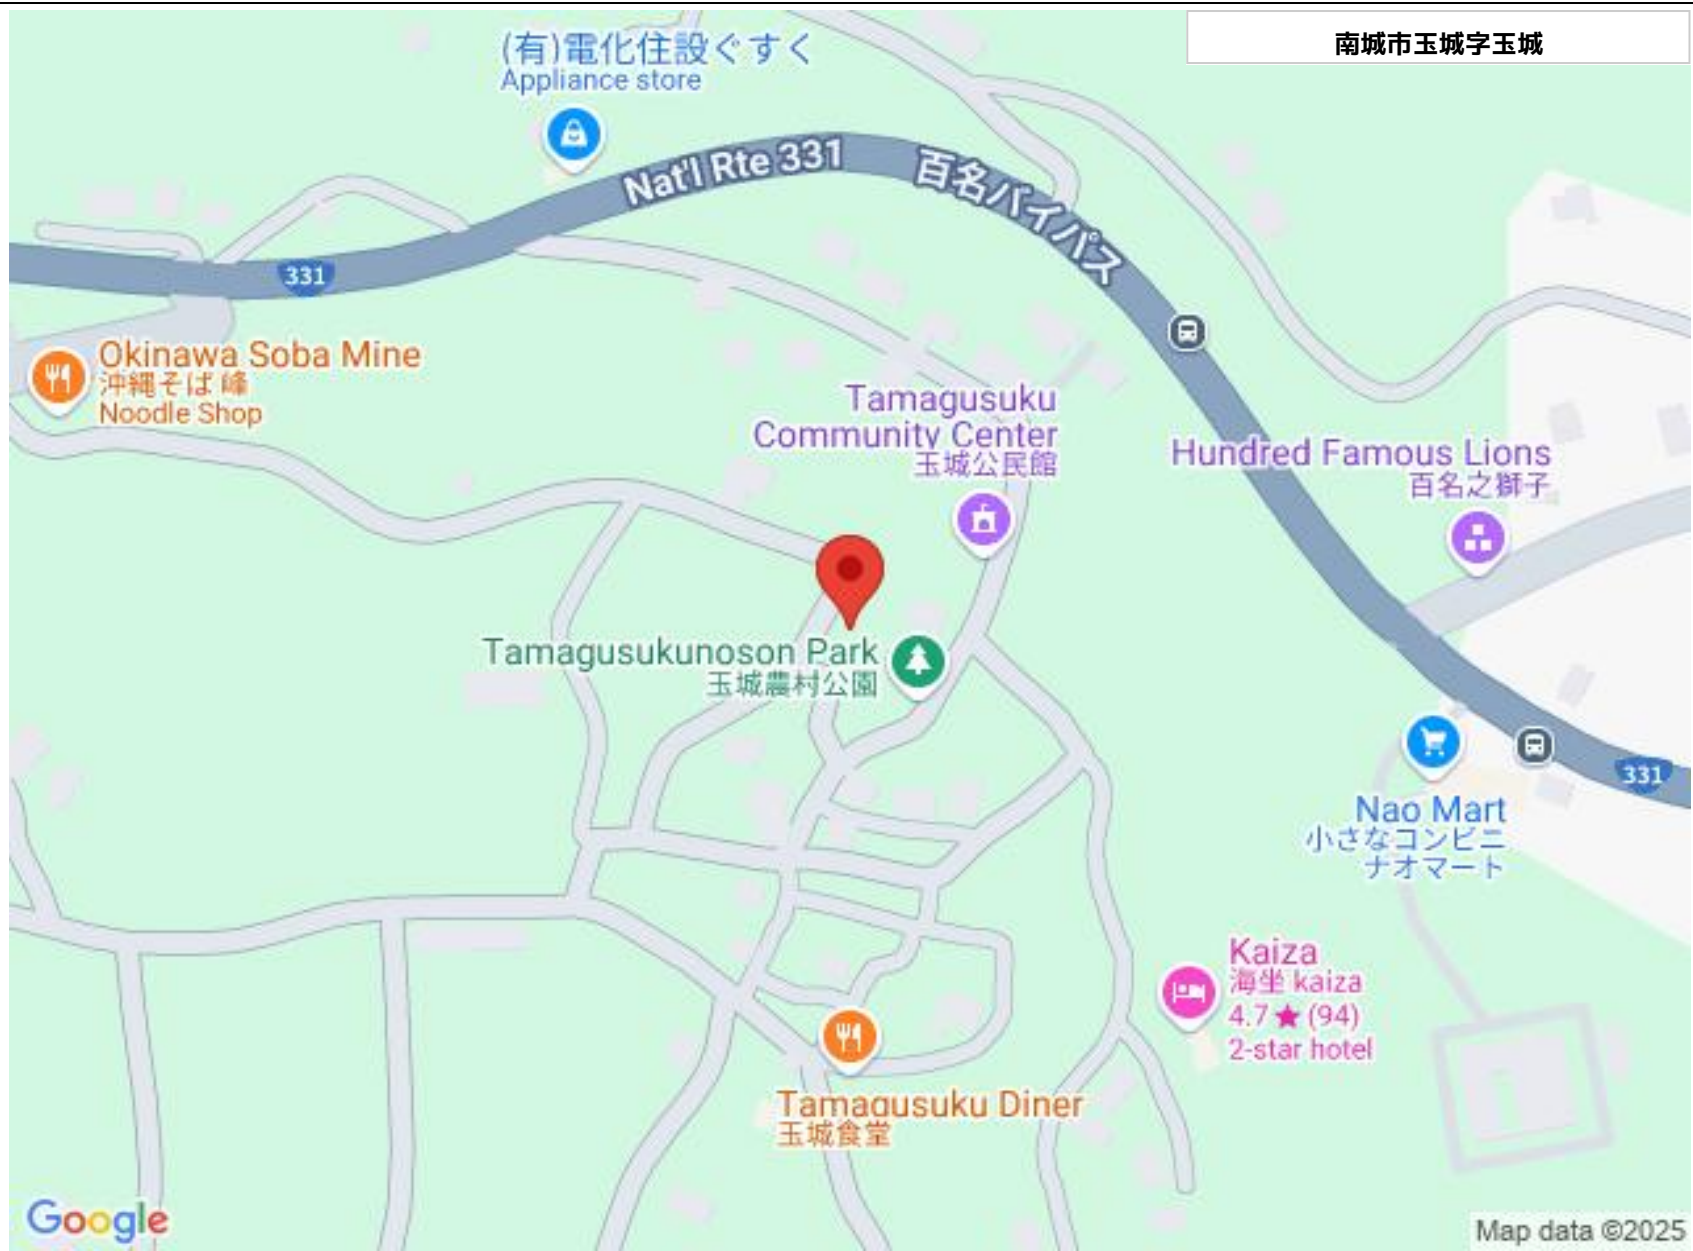 南城市玉城字玉城
(有)電化住設ぐすく
Appliance store
Nat'l Rte 331
百名バイパス
331
Okinawa Soba Mine
沖縄そば 峰
Noodle Shop
Tamagusuku
Community Center
玉城公民館
Hundred Famous Lions
百名之獅子
Tamagusukunoson Park
玉城農村公園
331
Nao Mart
小さなコンビニ
ナオマート
Kaiza
海坐 kaiza
4.7★(94)
2-star hotel
Tamagusuku Diner
玉城食堂
Google
Map data ©2025